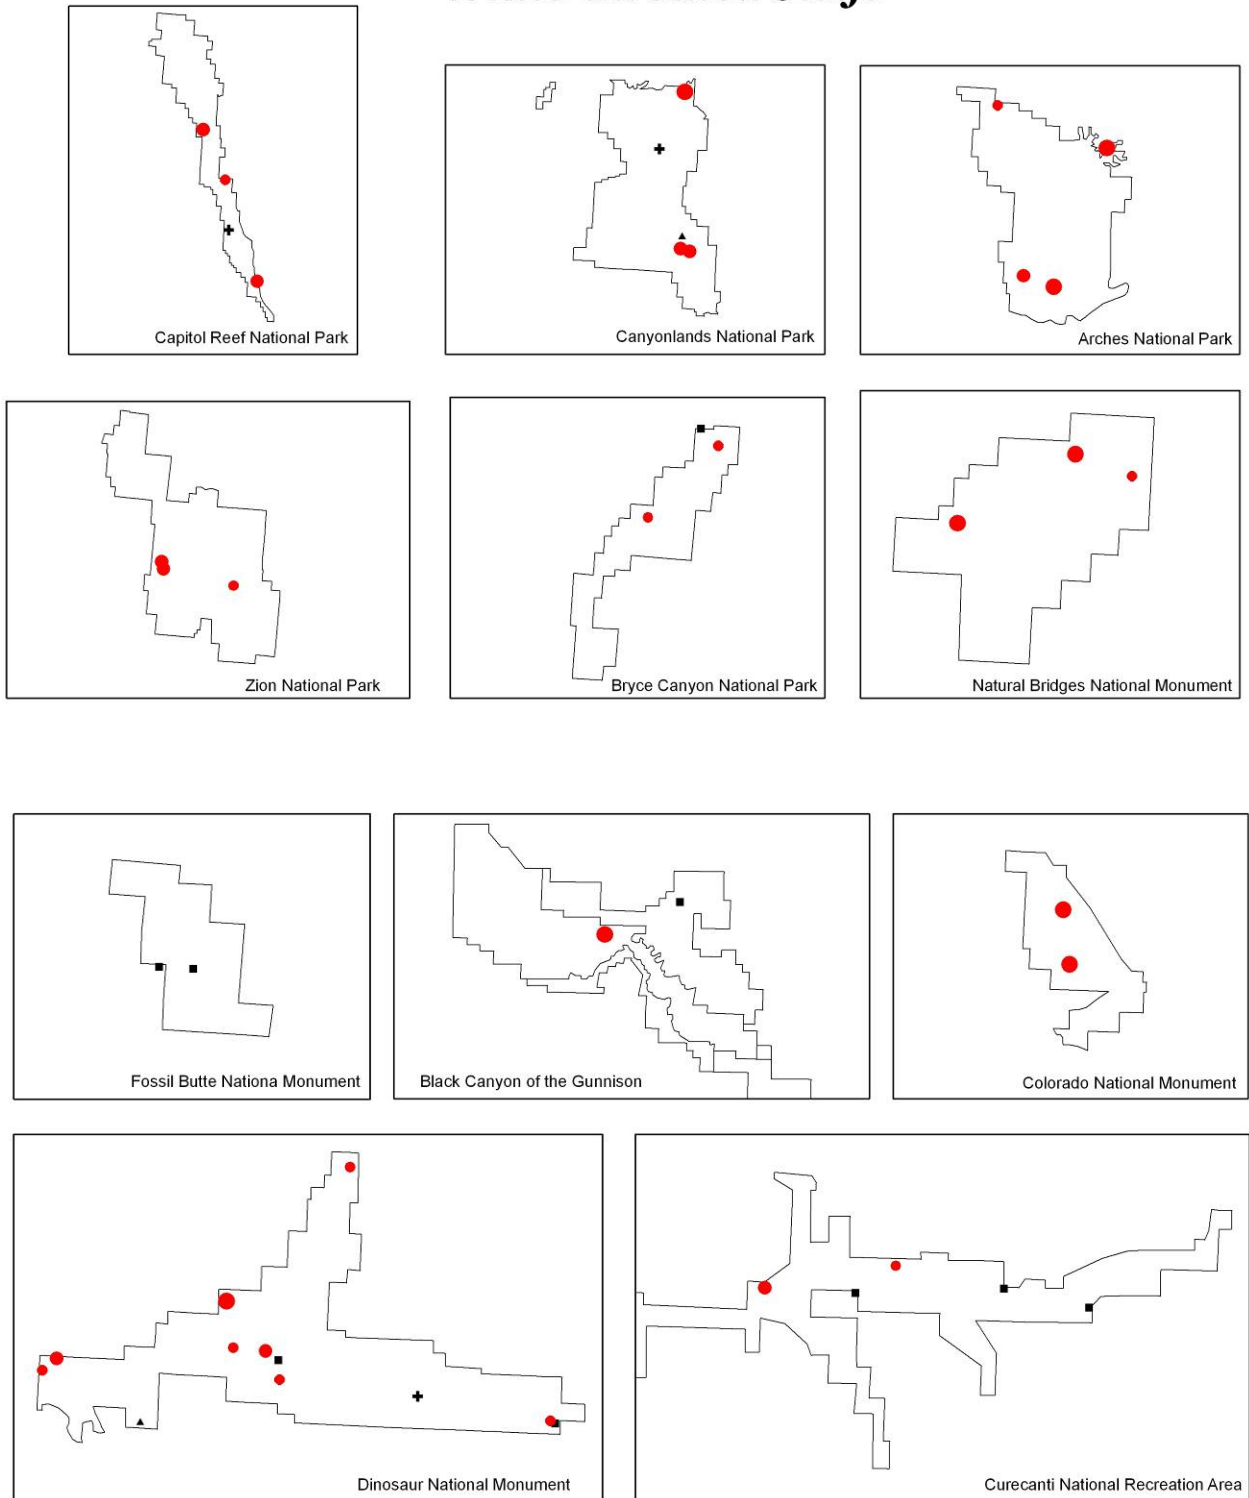 Capitol Reef National Park
Canyonlands National Park
Arches National Park
Zion National Park
Bryce Canyon National Park
Natural Bridges National Monument
Fossil Butte Nationa Monument
Black Canyon of the Gunnison
Colorado National Monument
Dinosaur National Monument
Curecanti National Recreation Area